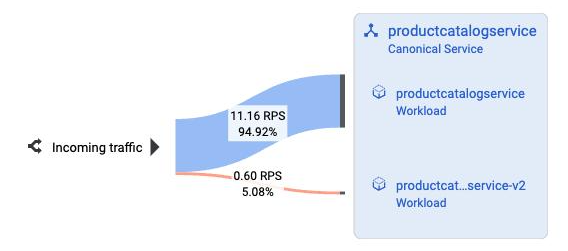 productcatalogservice
Canonical Service
productcatalogservice
Workload
11.16 RPS
94.92%
Incoming traffic
0.60 RPS
5.08%
productcat...service-v2
Workload